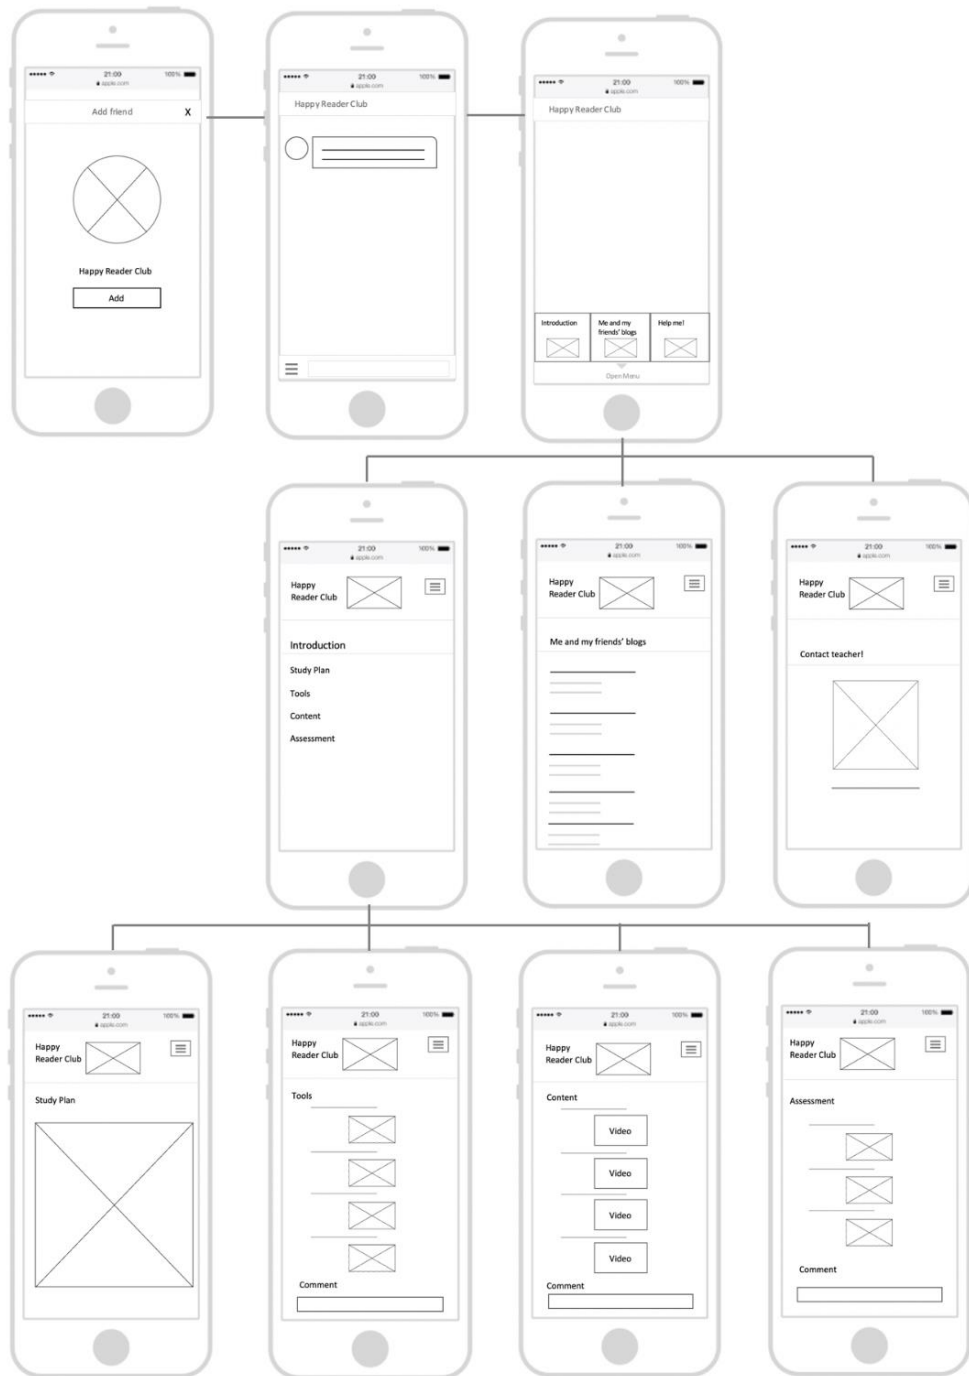 21:00 100%
apple.com
Add friend X
Happy Reader Club
Add
21:00 100%
apple.com
Happy Reader Club
21:00 100%
apple.com
Happy Reader Club
Introduction
Me and my
friends' blogs
Help me!
Open Menu
21:00 100%
apple.com
Happy
Reader Club
Introduction
Study Plan
Tools
Content
Assessment
21:00 100%
apple.com
Happy
Reader Club
Me and my friends' blogs
21:00 100%
apple.com
Happy
Reader Club
Contact teacher!
21:00 100%
apple.com
Happy
Reader Club
Study Plan
21:00 100%
apple.com
Happy
Reader Club
Tools
Comment
21:00 100%
apple.com
Happy
Reader Club
Content
Video
Video
Video
Video
Comment
21:00 100%
apple.com
Happy
Reader Club
Assessment
Comment